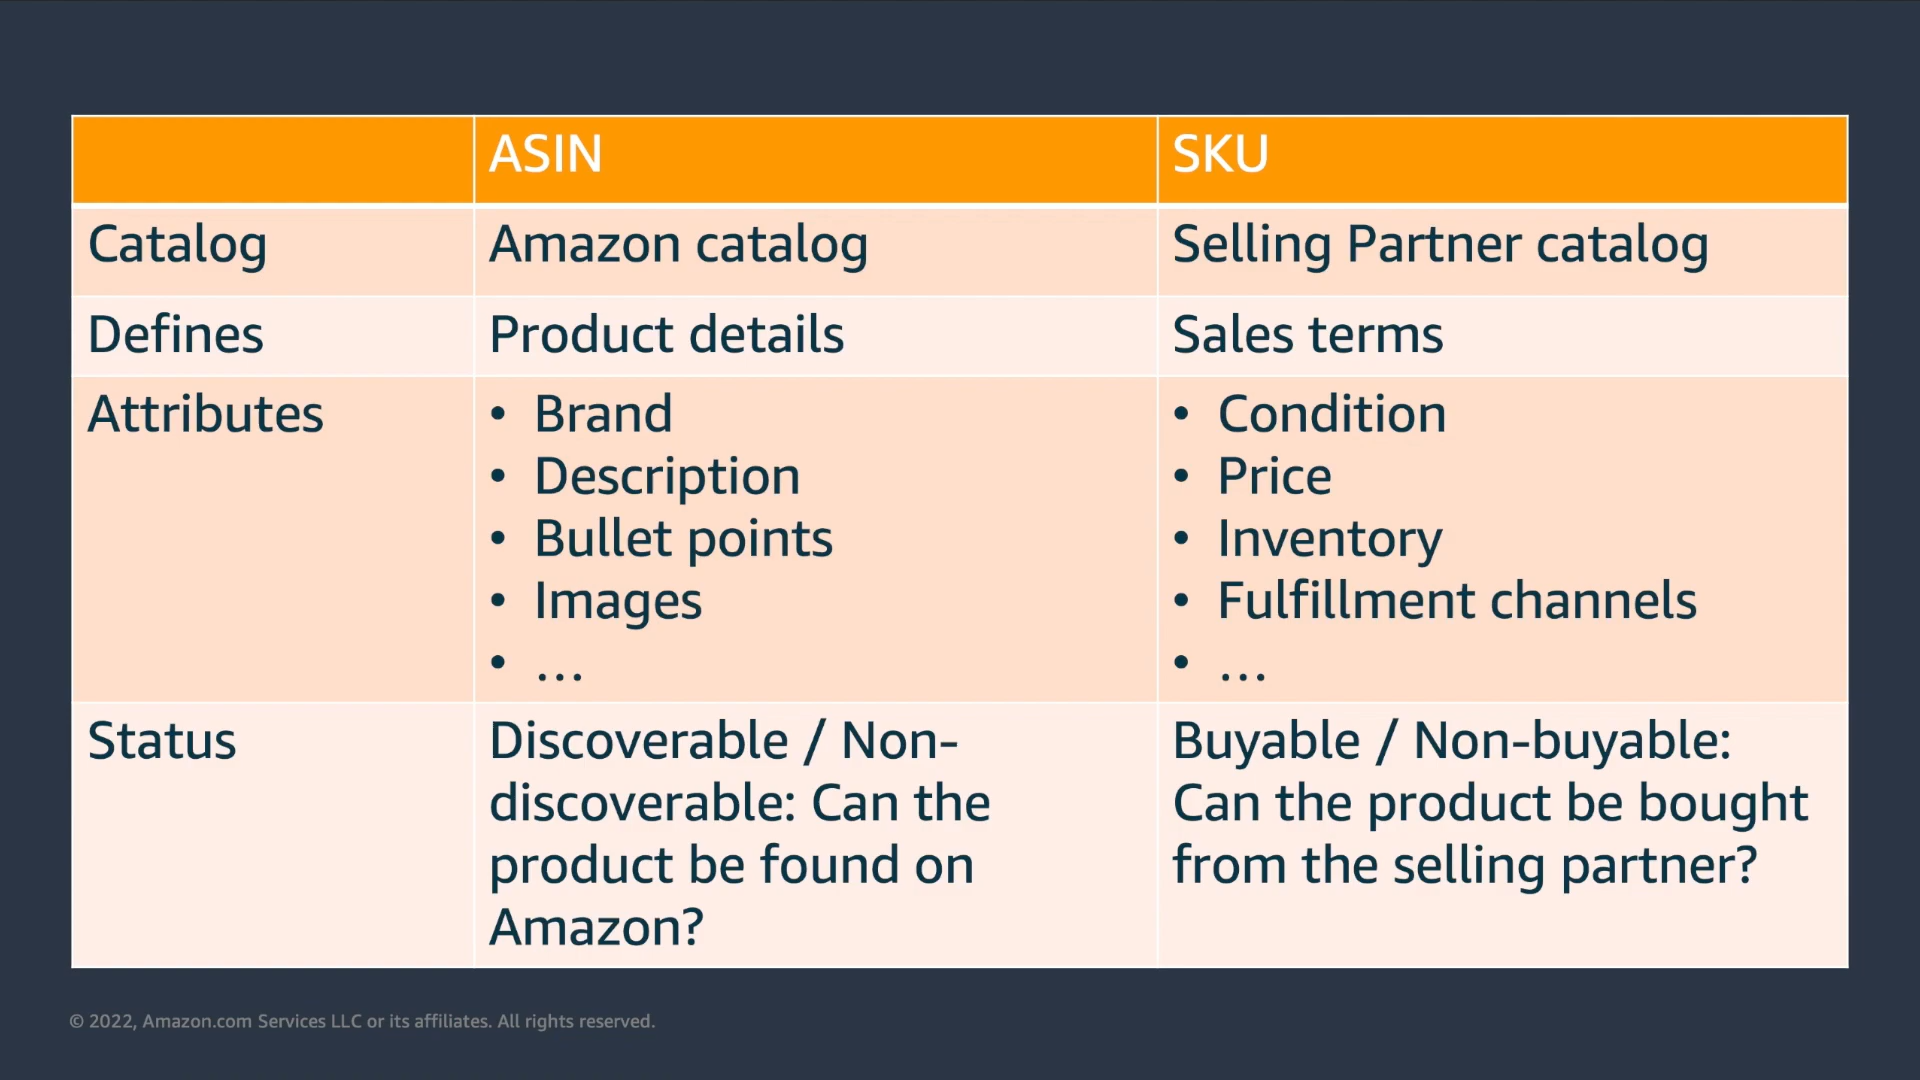 ASIN
SKU
Catalog
Amazon catalog
Selling Partner catalog
Defines
Product details
Sales terms
Attributes
• Brand
• Description
• Bullet points
• Images
• ...
• Condition
• Price
• Inventory
• Fulfillment channels
• ...
Status
Discoverable / Non-
discoverable: Can the
product be found on
Amazon?
Buyable / Non-buyable:
Can the product be bought
from the selling partner?
© 2022, Amazon.com Services LLC or its affiliates. All rights reserved.